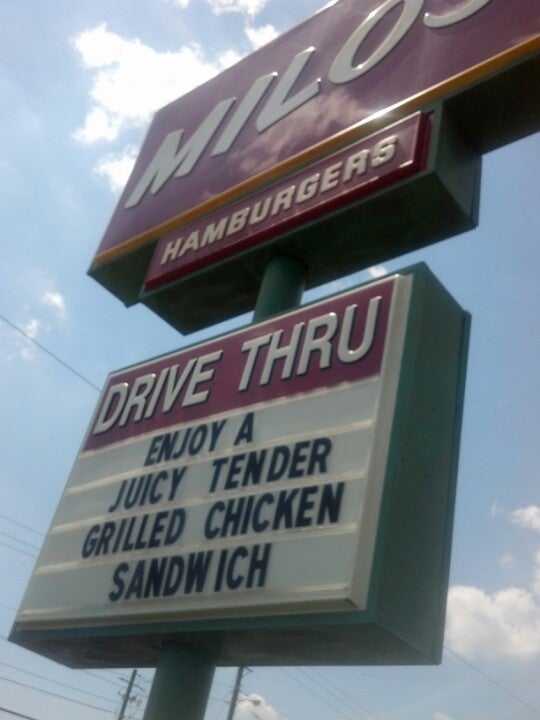 MILO'S
HAMBURGERS
DRIVE THRU
ENJOY A
JUICY TENDER
GRILLED CHICKEN
SANDWICH